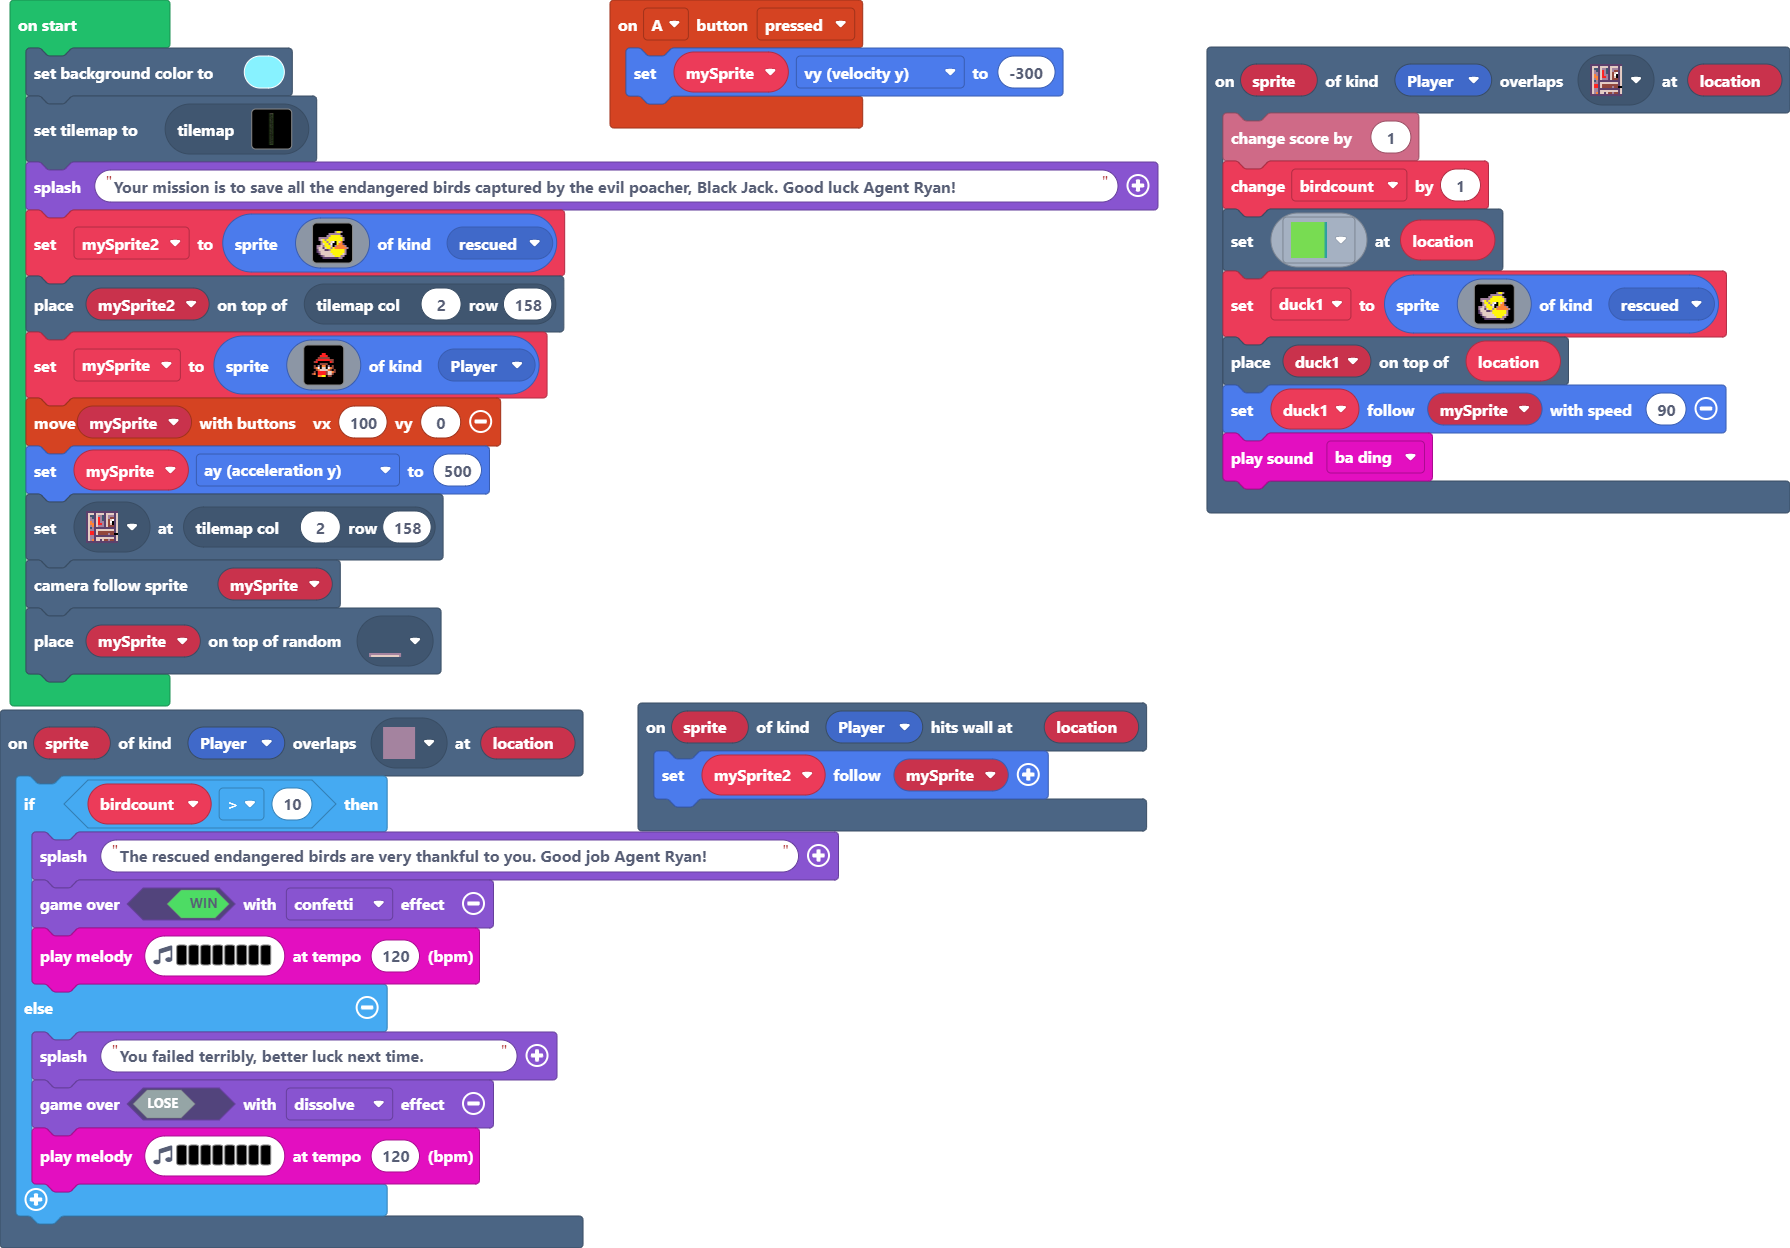 on start
set background color to
set tilemap to tilemap
splash "Your mission is to save all the endangered birds captured by the evil poacher, Black Jack. Good luck Agent Ryan!"
set mySprite2 to sprite of kind rescued
place mySprite2 on top of tilemap col 2 row 158
set mySprite to sprite of kind Player
move mySprite with buttons vx 100 vy 0
set mySprite ay (acceleration y) to 500
set at tilemap col 2 row 158
camera follow sprite mySprite
place mySprite on top of random
on A button pressed
set mySprite vy (velocity y) to -300
on sprite of kind Player overlaps at location
change score by 1
change birdcount by 1
set at location
set duck1 to sprite of kind rescued
place duck1 on top of location
set duck1 follow mySprite with speed 90
play sound ba ding
on sprite of kind Player overlaps at location
if birdcount > 10 then
splash "The rescued endangered birds are very thankful to you. Good job Agent Ryan!"
game over WIN with confetti effect
play melody at tempo 120 (bpm)
else
splash "You failed terribly, better luck next time."
game over LOSE with dissolve effect
play melody at tempo 120 (bpm)
on sprite of kind Player hits wall at location
set mySprite2 follow mySprite